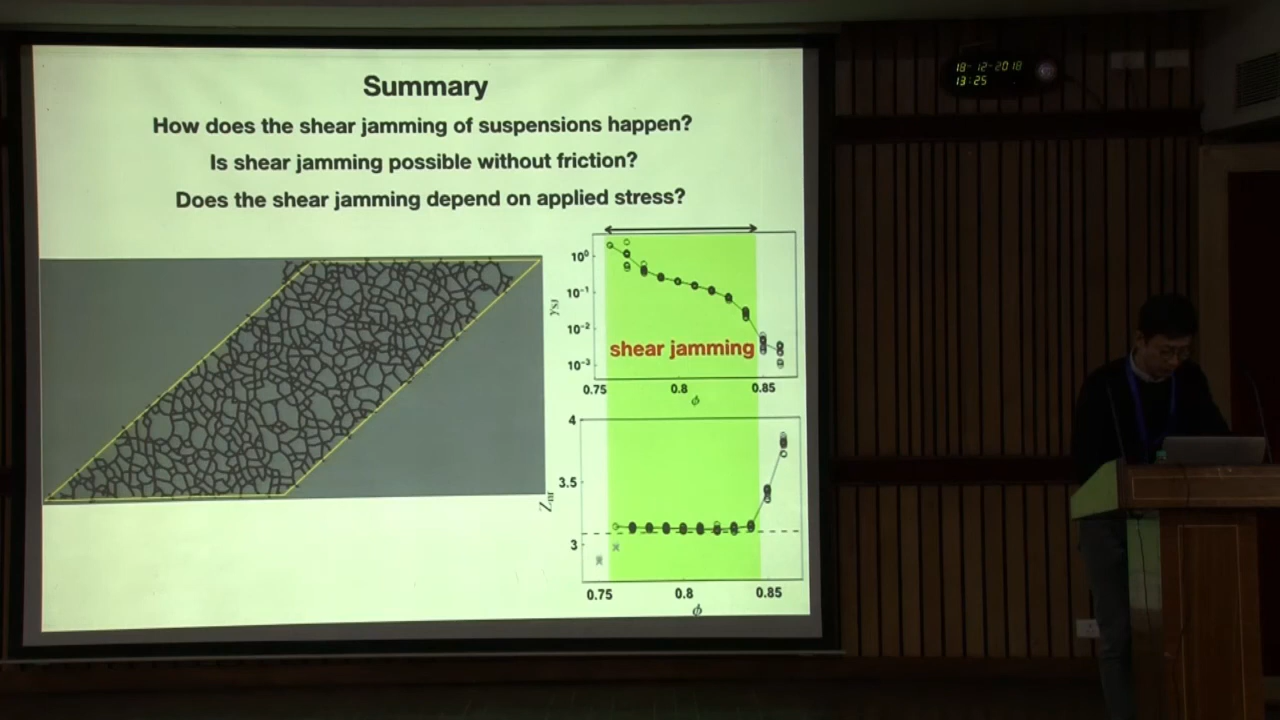 18-12-2018
13:25
Summary
How does the shear jamming of suspensions happen?
Is shear jamming possible without friction?
Does the shear jamming depend on applied stress?
10⁰
10⁻¹
10⁻²
10⁻³
γSJ
shear jamming
0.75 0.8 0.85
ϕ
4
3.5
3
Znr
0.75 0.8 0.85
ϕ